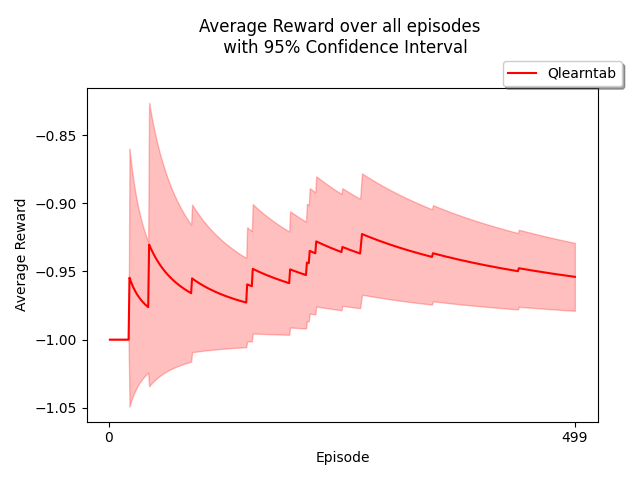 Average Reward over all episodes
with 95% Confidence Interval
Qlearntab
−0.85
−0.90
−0.95
−1.00
−1.05
Average Reward
0
499
Episode